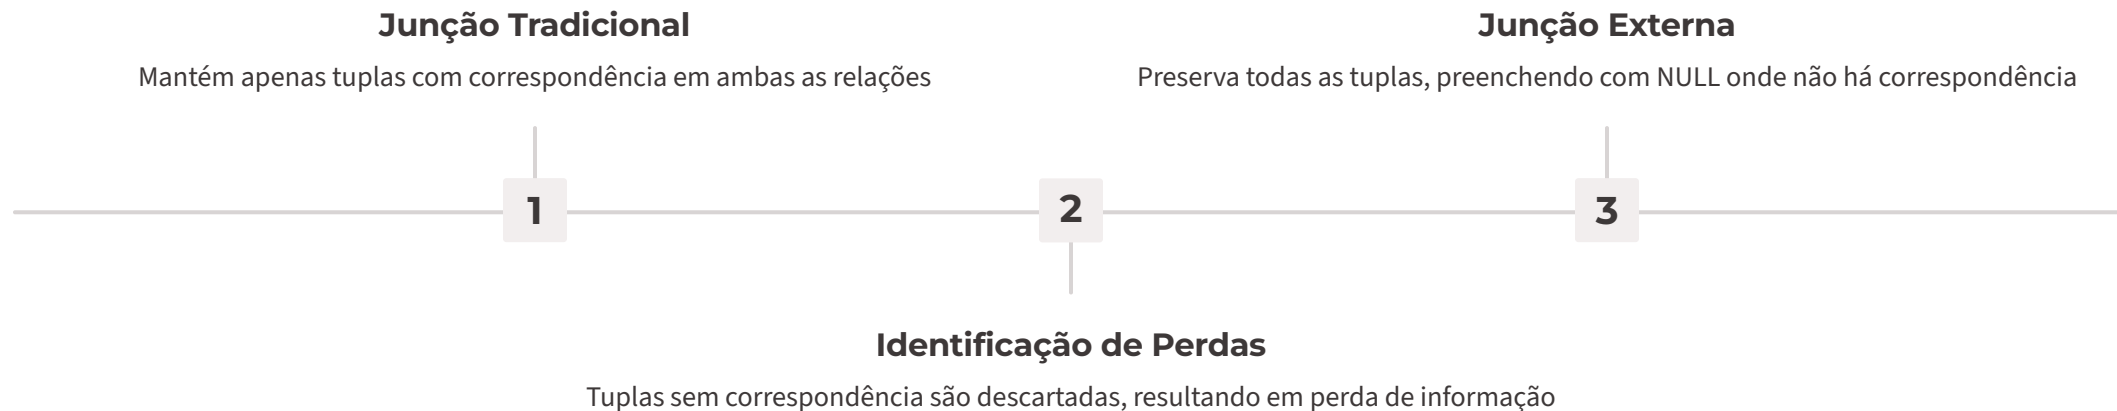 Junção Tradicional
Mantém apenas tuplas com correspondência em ambas as relações
1
2
Identificação de Perdas
Tuplas sem correspondência são descartadas, resultando em perda de informação
Junção Externa
Preserva todas as tuplas, preenchendo com NULL onde não há correspondência
3